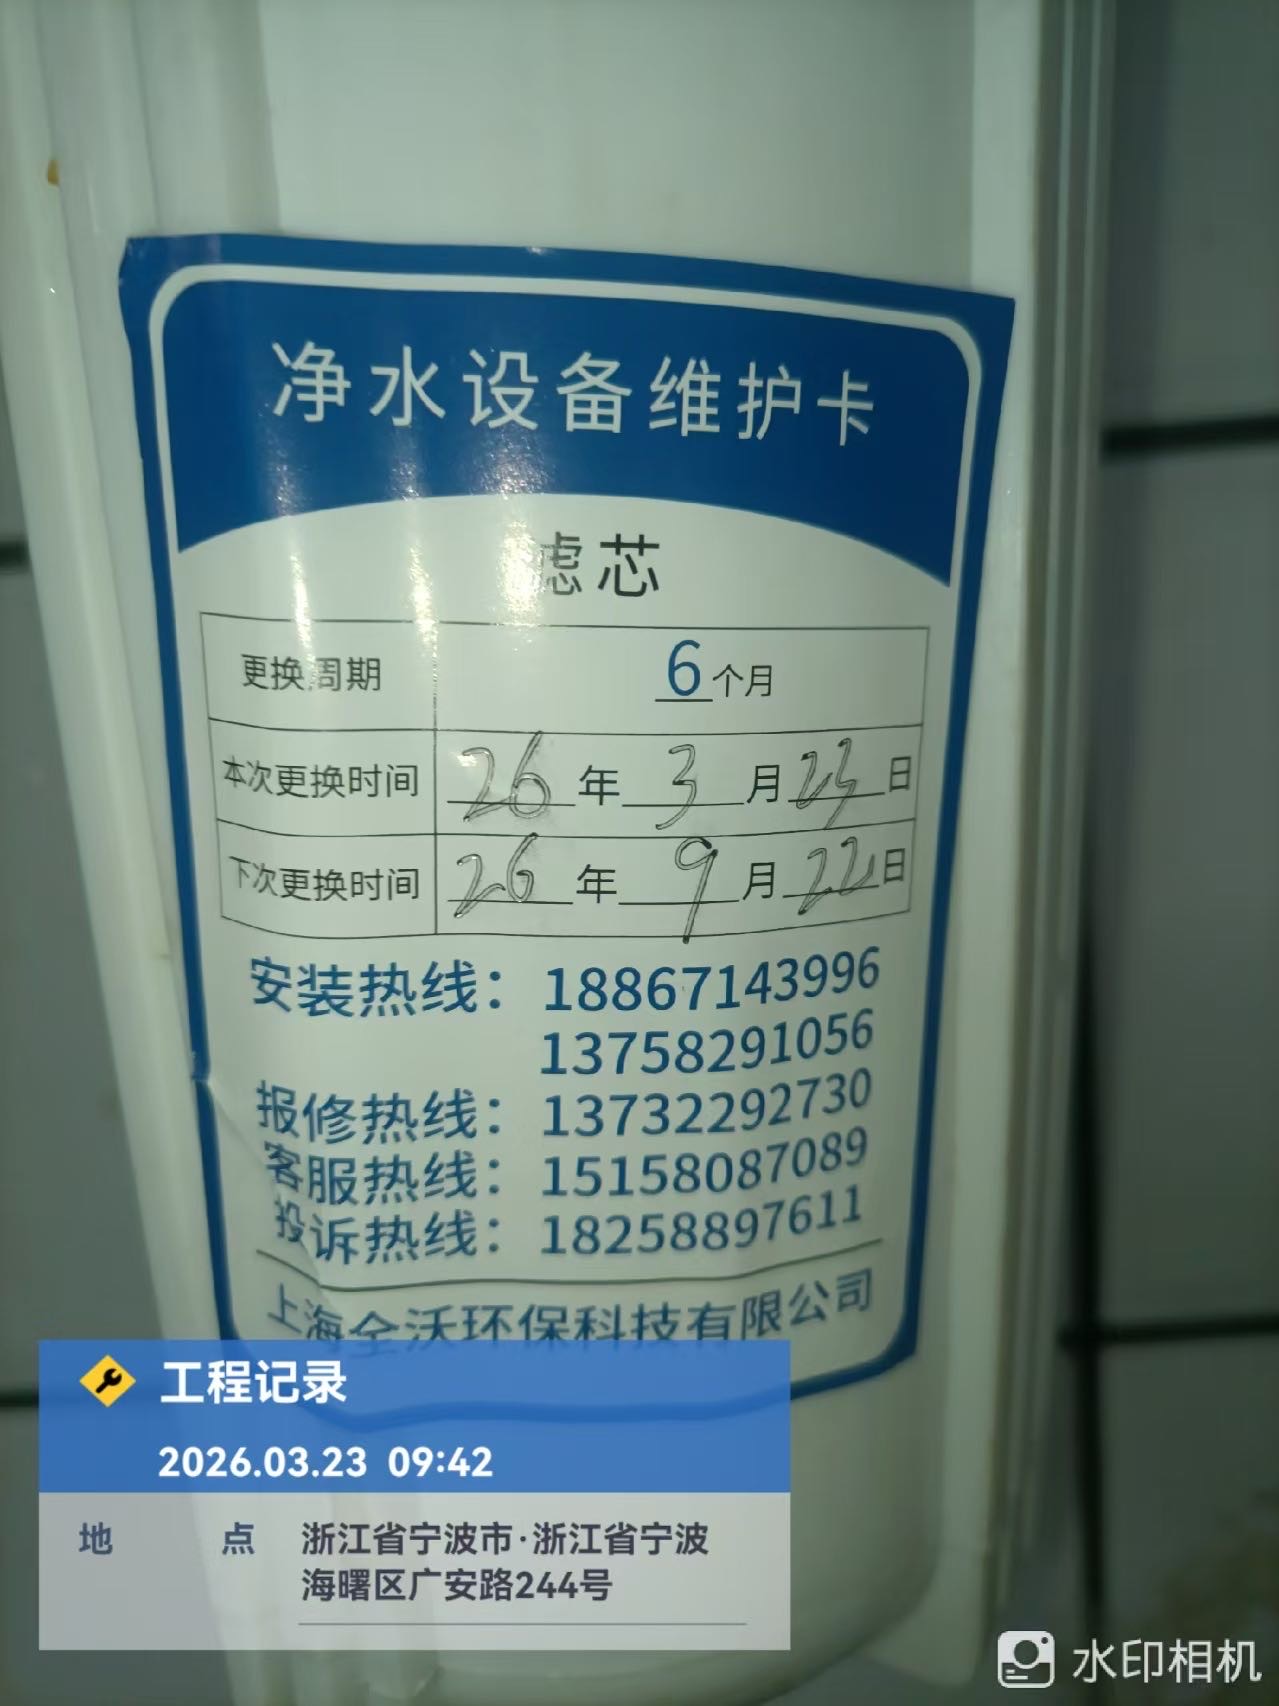 净水设备维护卡
滤芯
更换周期 6个月
本次更换时间 26年3月23日
下次更换时间 26年9月22日
安装热线：18867143996
13758291056
报修热线：13732292730
客服热线：15158087089
投诉热线：18258897611
上海全沃环保科技有限公司
工程记录
2026.03.23 09:42
地 点 浙江省宁波市·浙江省宁波
海曙区广安路244号
水印相机